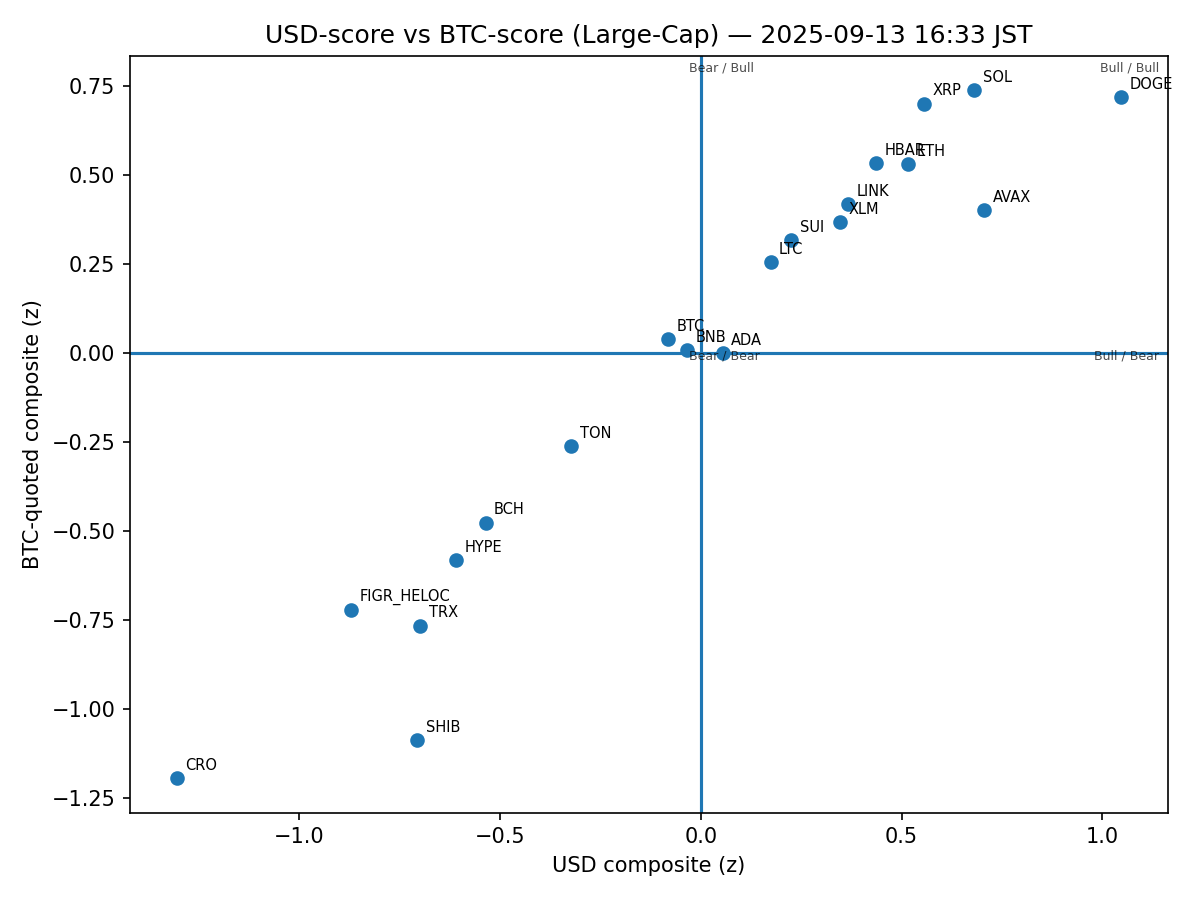 USD-score vs BTC-score (Large-Cap) — 2025-09-13 16:33 JST
Bear / Bull
Bull / Bull
SOL
DOGE
XRP
HBAR
ETH
LINK
AVAX
XLM
SUI
LTC
BTC
BNB
ADA
Bear / Bear
Bull / Bear
TON
BCH
HYPE
FIGR_HELOC
TRX
SHIB
CRO
0.75
0.50
0.25
0.00
−0.25
−0.50
−0.75
−1.00
−1.25
BTC-quoted composite (z)
−1.0
−0.5
0.0
0.5
1.0
USD composite (z)